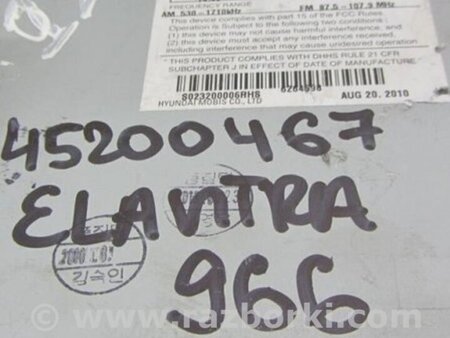 FREQUENCY RANGE
AM 530 - 1710kHz FM 87.5 - 107.9 MHz
This device complies with part 15 of the FCC Rules.
Operation is Subject to the following Two conditions :
(1) this device may not cause harmful interference, and
(2) this device must accept any interference received,
including interference that may cause undesired operation
* THIS PRODUCT COMPLIES WITH DHHS RULE 21 CFR
SUBCHAPTER J IN EFFECT OF DATE OF MANUFACTURE.
S023200006RHS
HYUNDAI MOBIS CO., LTD. AUG 20. 2010
45200467
ELANTRA
966
김숙인
www.razborki.com